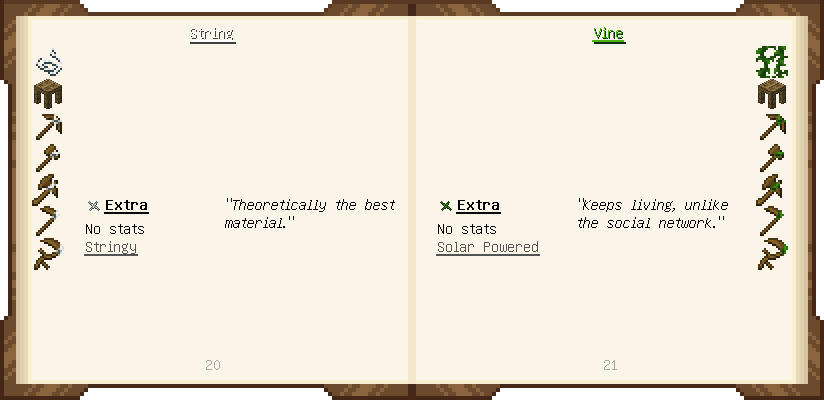 String
Extra
No stats
Stringy
"Theoretically the best
material."
20
Vine
Extra
No stats
Solar Powered
"Keeps living, unlike
the social network."
21